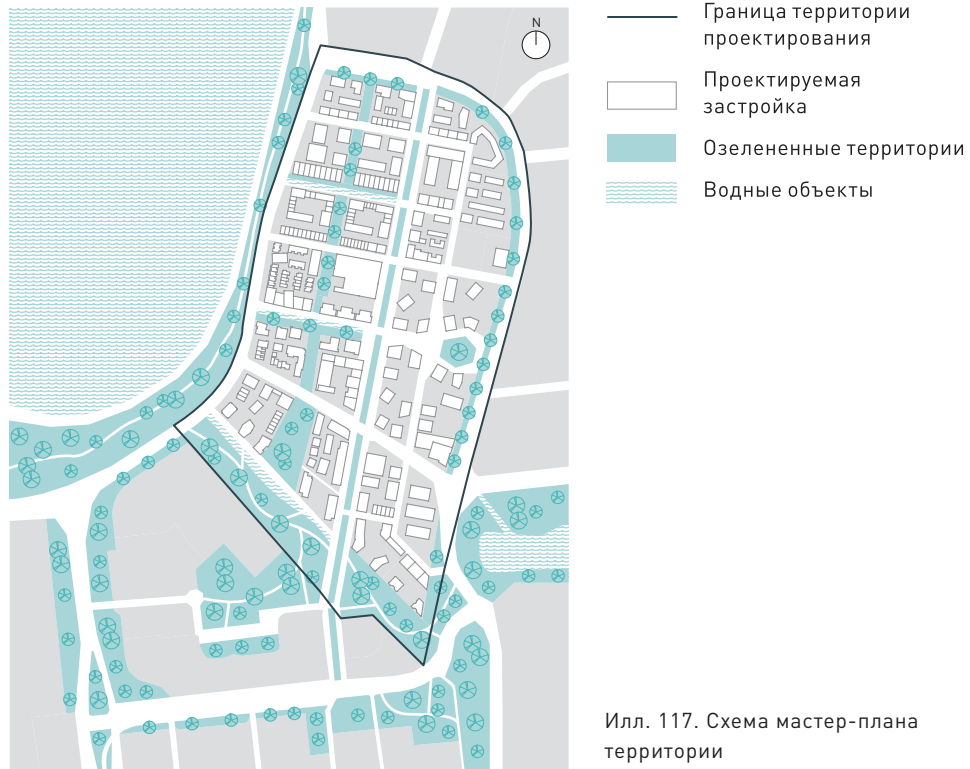 N
Граница территории
проектирования
Проектируемая
застройка
Озелененные территории
Водные объекты
Илл. 117. Схема мастер-плана
территории